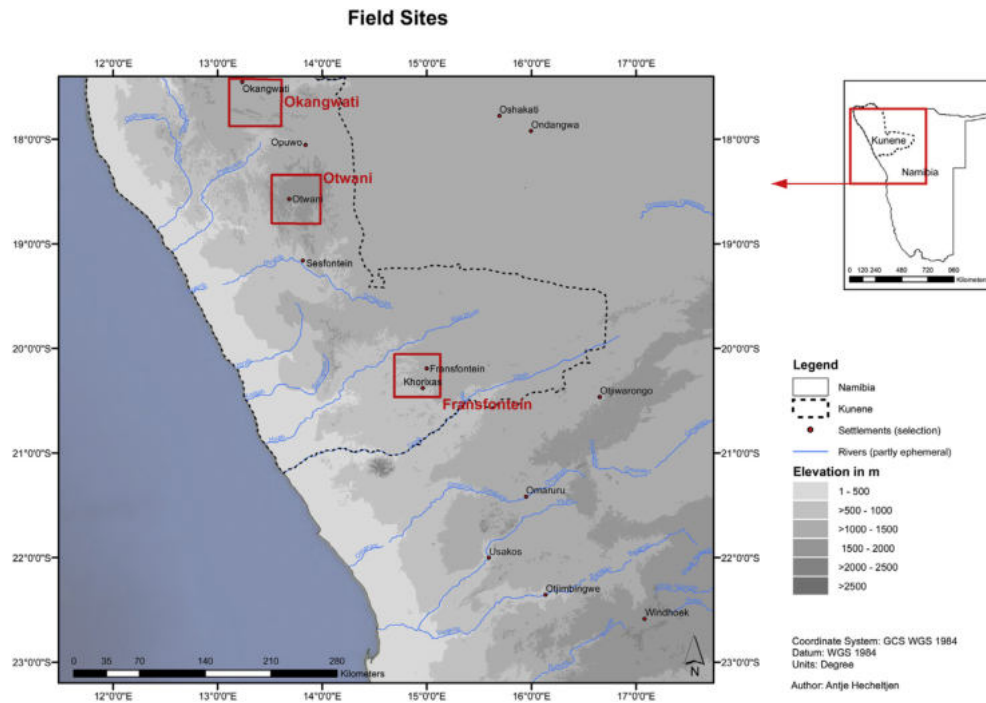 Field Sites
12°0'0"E 13°0'0"E 14°0'0"E 15°0'0"E 16°0'0"E 17°0'0"E
18°0'0"S
19°0'0"S
20°0'0"S
21°0'0"S
22°0'0"S
23°0'0"S
Okangwati
Okangwati
Oshakati
Ondangwa
Opuwo
Otwani
Otwani
Sesfontein
Fransfontein
Khorixas
Fransfontein
Otjiwarongo
Omaruru
Usakos
Otjimbingwe
Windhoek
N
0 35 70 140 210 280
Kilometers
12°0'0"E 13°0'0"E 14°0'0"E 15°0'0"E 16°0'0"E 17°0'0"E
18°0'0"S
19°0'0"S
20°0'0"S
21°0'0"S
22°0'0"S
23°0'0"S
Kunene
Namibia
0 120 240 480 720 960
Kilometers
Legend
Namibia
Kunene
Settlements (selection)
Rivers (partly ephemeral)
Elevation in m
1 - 500
>500 - 1000
>1000 - 1500
1500 - 2000
>2000 - 2500
>2500
Coordinate System: GCS WGS 1984
Datum: WGS 1984
Units: Degree
Author: Antje Hecheltjen